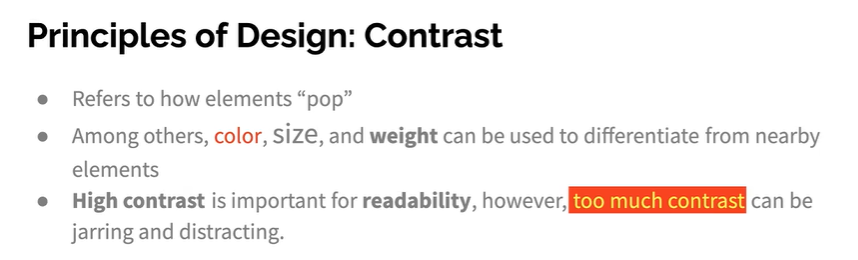 Principles of Design: Contrast
● Refers to how elements “pop”
● Among others, color, size, and weight can be used to differentiate from nearby
elements
● High contrast is important for readability, however, too much contrast can be
jarring and distracting.